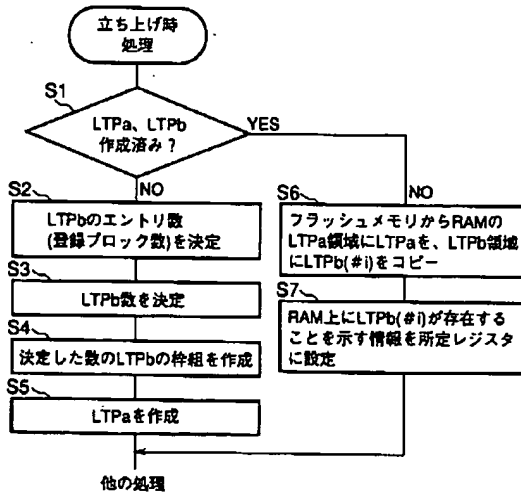 立ち上げ時
処理
S1
LTPa、LTPb
作成済み?
YES
NO
S2
LTPbのエントリ数
(登録ブロック数)を決定
S3
LTPb数を決定
S4
決定した数のLTPbの枠組を作成
S5
LTPaを作成
NO
S6
フラッシュメモリからRAMの
LTPa領域にLTPaを、LTPb領域
にLTPb(#i)をコピー
S7
RAM上にLTPb(#i)が存在する
ことを示す情報を所定レジスタ
に設定
他の処理